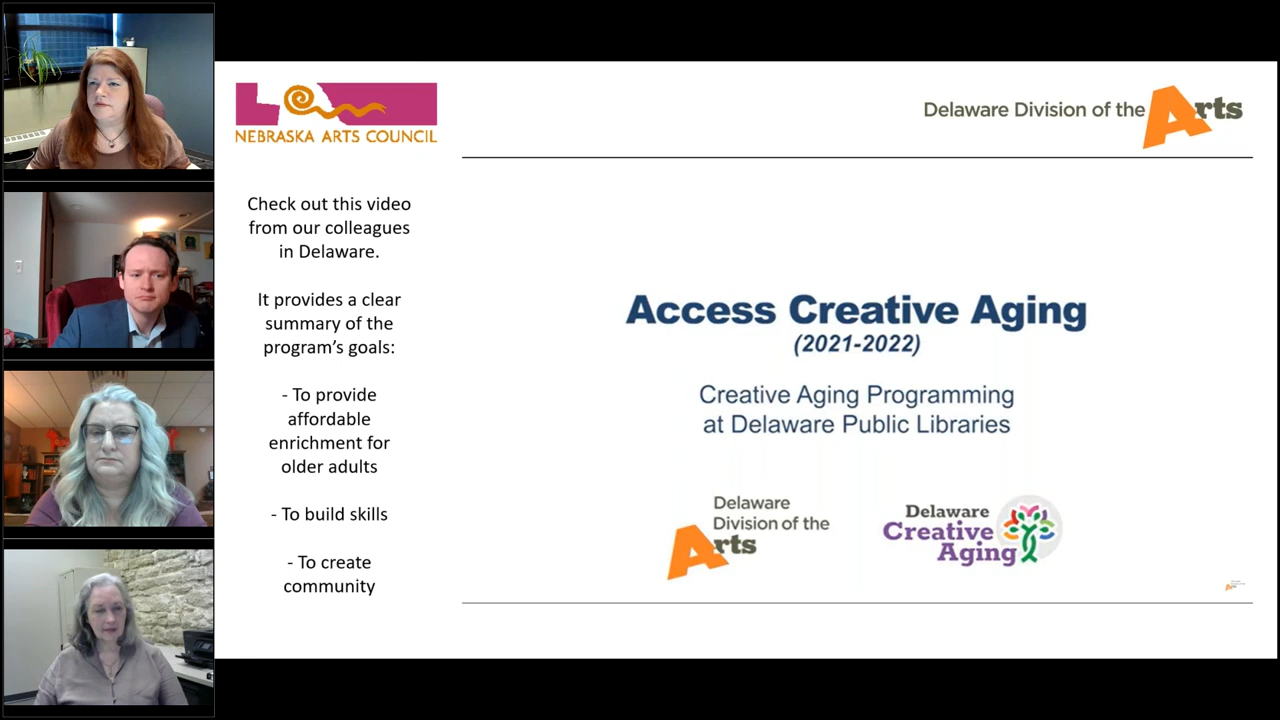 NEBRASKA ARTS COUNCIL
Delaware Division of the Arts
Check out this video
from our colleagues
in Delaware.
It provides a clear
summary of the
program’s goals:
- To provide
affordable
enrichment for
older adults
- To build skills
- To create
community
Access Creative Aging
(2021-2022)
Creative Aging Programming
at Delaware Public Libraries
Delaware
Division of the
Arts
Delaware
Creative
Aging